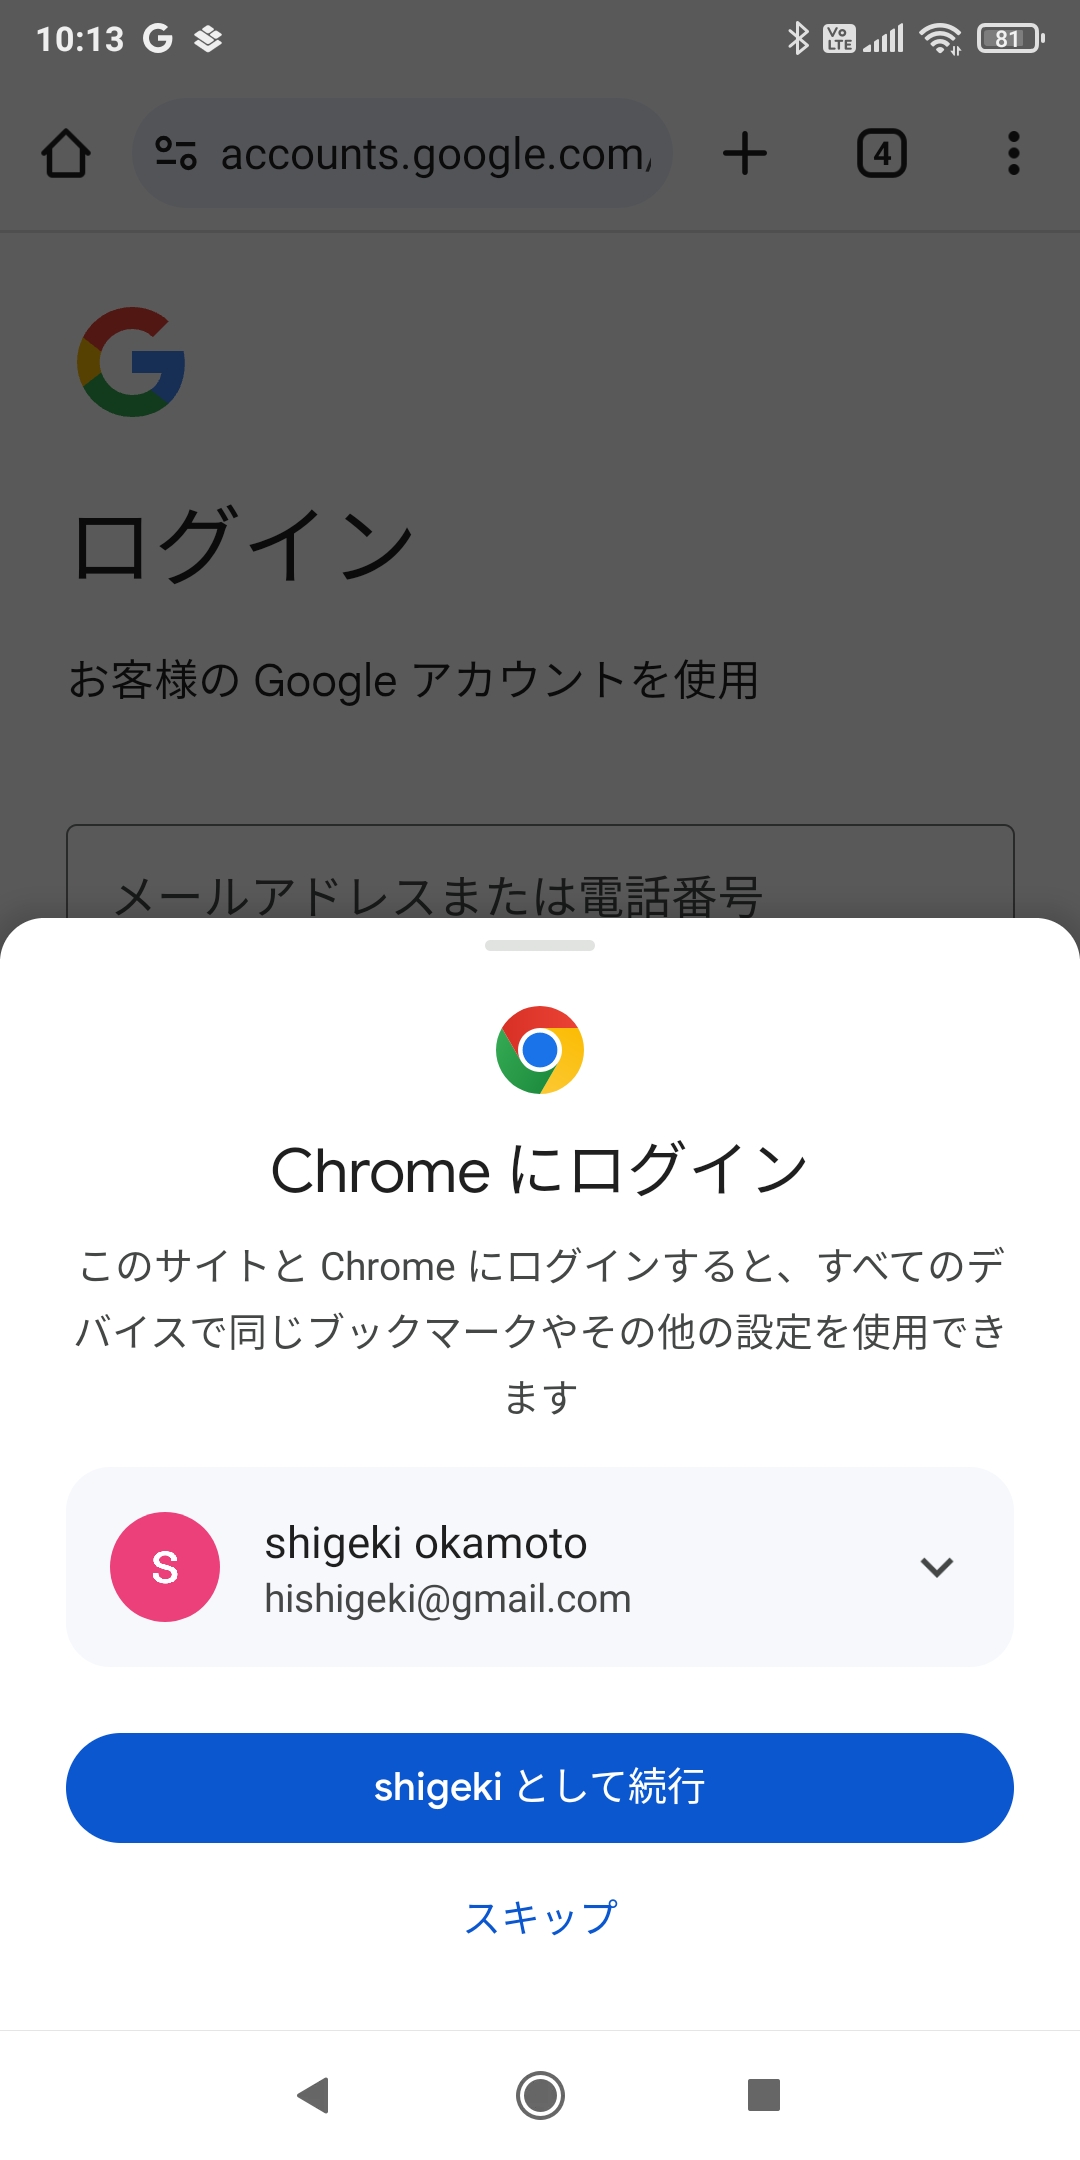 10:13
81
accounts.google.com/
4
ログイン
お客様の Google アカウントを使用
メールアドレスまたは電話番号
Chrome にログイン
このサイトと Chrome にログインすると、すべてのデ
バイスで同じブックマークやその他の設定を使用でき
ます
S
shigeki okamoto
hishigeki@gmail.com
shigeki として続行
スキップ